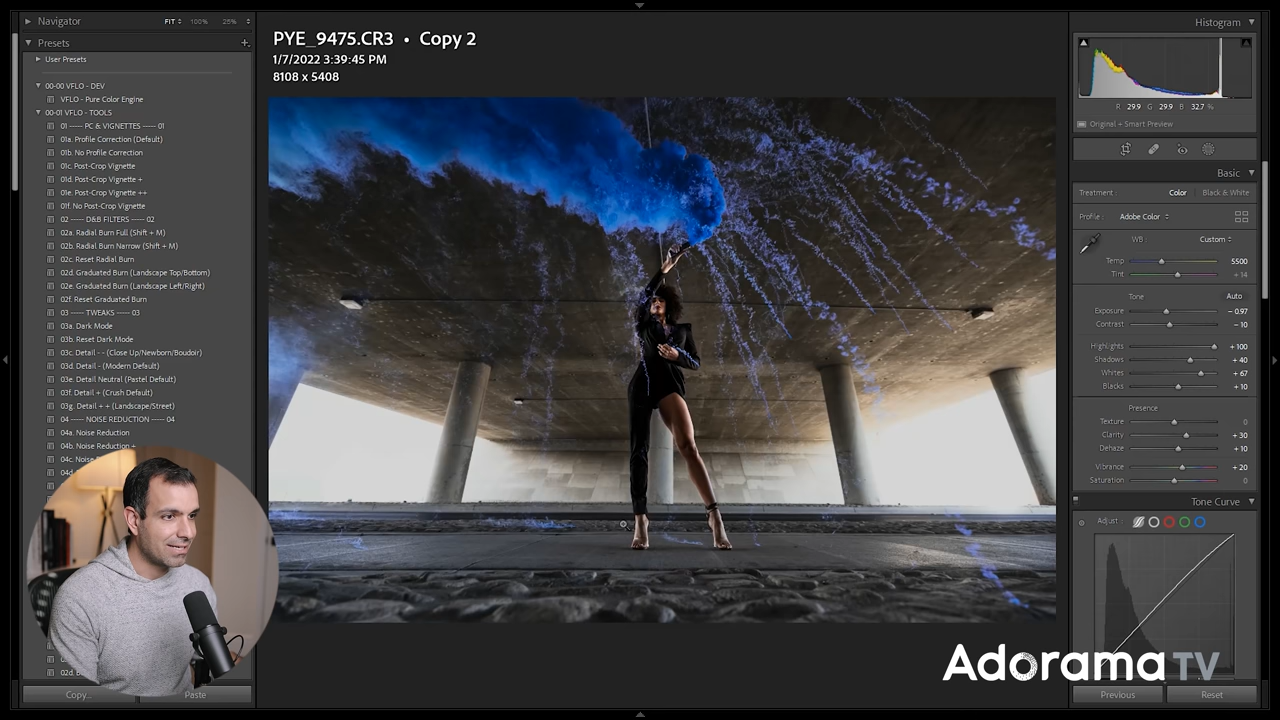 Navigator FIT 100% 25%
Presets
User Presets
00-00 VFLO - DEV
VFLO - Pure Color Engine
00-01 VFLO - TOOLS
01 ----- PC & VIGNETTES ----- 01
01a. Profile Correction (Default)
01b. No Profile Correction
01c. Post-Crop Vignette
01d. Post-Crop Vignette +
01e. Post-Crop Vignette ++
01f. No Post-Crop Vignette
02 ----- D&B FILTERS ----- 02
02a. Radial Burn Full (Shift + M)
02b. Radial Burn Narrow (Shift + M)
02c. Reset Radial Burn
02d. Graduated Burn (Landscape Top/Bottom)
02e. Graduated Burn (Landscape Left/Right)
02f. Reset Graduated Burn
03 ----- TWEAKS ----- 03
03a. Dark Mode
03b. Reset Dark Mode
03c. Detail - - (Close Up/Newborn/Boudoir)
03d. Detail - (Modern Default)
03e. Detail Neutral (Pastel Default)
03f. Detail + (Crush Default)
03g. Detail + + (Landscape/Street)
04 ----- NOISE REDUCTION ----- 04
04a. Noise Reduction
04b. Noise Reduction +
04c. Noise
Copy...
Paste
PYE_9475.CR3 • Copy 2
1/7/2022 3:39:45 PM
8108 x 5408
Histogram
R 29.9 G 29.9 B 32.7 %
Original + Smart Preview
Basic
Treatment : Color Black & White
Profile : Adobe Color
WB : Custom
Temp 5500
Tint + 14
Tone Auto
Exposure – 0.97
Contrast – 10
Highlights + 100
Shadows + 40
Whites + 67
Blacks + 10
Presence
Texture 0
Clarity + 30
Dehaze + 10
Vibrance + 20
Saturation 0
Tone Curve
Adjust :
Adorama TV
Previous
Reset